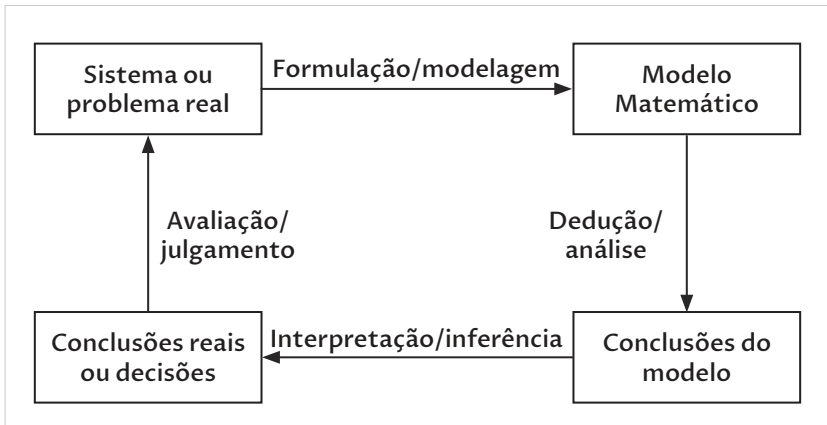 Sistema ou
problema real
Formulação/modelagem
Modelo
Matemático
Avaliação/
julgamento
Dedução/
análise
Conclusões reais
ou decisões
Interpretação/inferência
Conclusões do
modelo